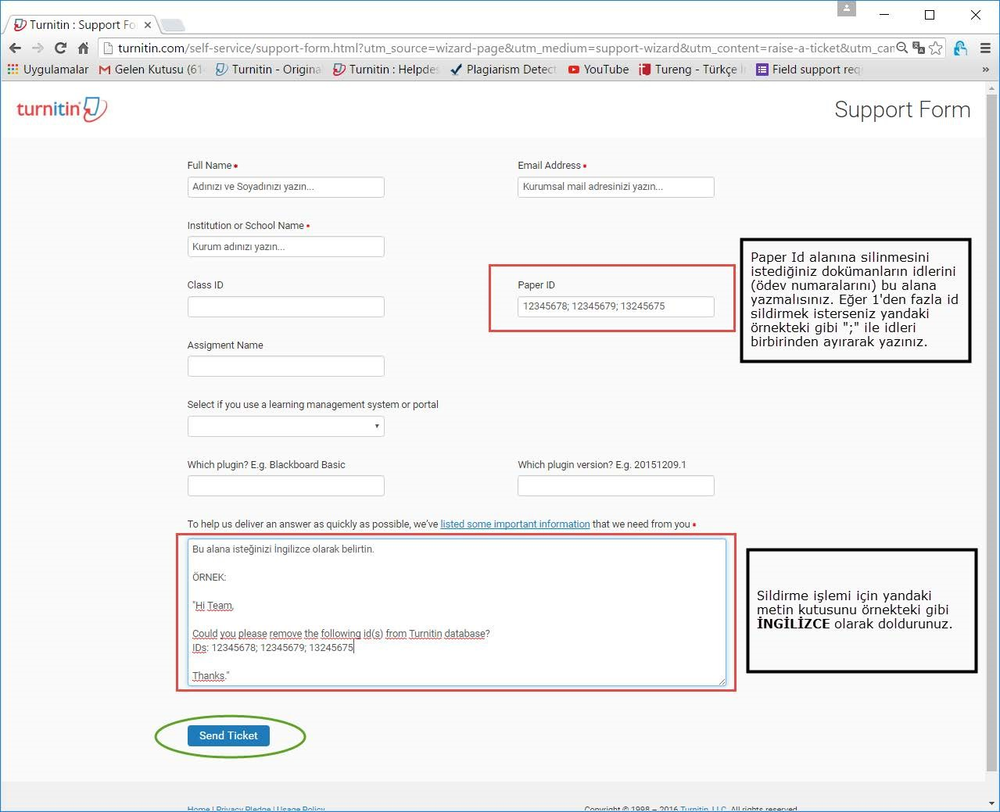 Turnitin : Support Fo
turnitin.com/self-service/support-form.html?utm_source=wizard-page&utm_medium=support-wizard&utm_content=raise-a-ticket&utm_can
Uygulamalar
Gelen Kutusu (61
Turnitin - Origina
Turnitin : Helpdes
Plagiarism Detect
YouTube
Tureng - Türkçe İn
Field support req
»
turnitin
Support Form
Full Name *
Email Address *
Adınızı ve Soyadınızı yazın...
Kurumsal mail adresinizi yazın...
Institution or School Name *
Kurum adınızı yazın...
Class ID
Paper ID
12345678; 12345679; 13245675
Paper Id alanına silinmesini
istediğiniz dokümanların idlerini
(ödev numaralarını) bu alana
yazmalısınız. Eğer 1'den fazla id
sildirmek isterseniz yandaki
örnekteki gibi ";" ile idleri
birbirinden ayırarak yazınız.
Assigment Name
Select if you use a learning management system or portal
Which plugin? E.g. Blackboard Basic
Which plugin version? E.g. 20151209.1
To help us deliver an answer as quickly as possible, we've listed some important information that we need from you *
Bu alana isteğinizi İngilizce olarak belirtin.
ÖRNEK:
"Hi Team,
Could you please remove the following id(s) from Turnitin database?
IDs: 12345678; 12345679; 13245675
Thanks."
Sildirme işlemi için yandaki
metin kutusunu örnekteki gibi
İNGİLİZCE olarak doldurunuz.
Send Ticket
Home | Privacy Pledge | Usage Policy
Copyright © 1998 – 2016 Turnitin, LLC. All rights reserved.